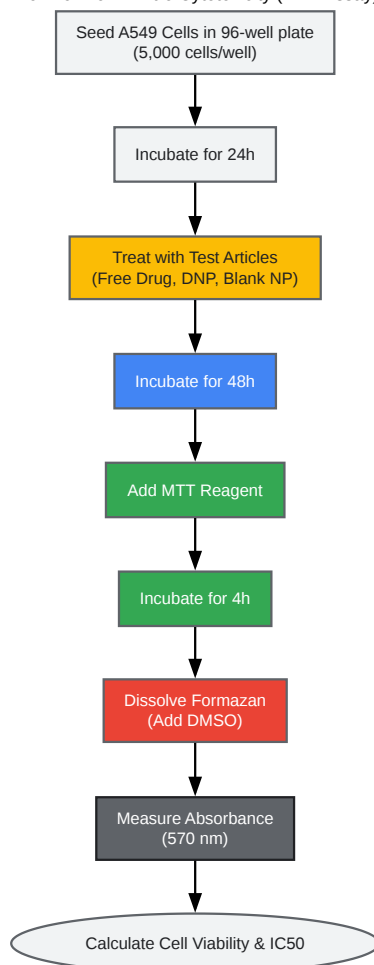 Seed A549 Cells in 96-well plate
(5,000 cells/well)
Incubate for 24h
Treat with Test Articles
(Free Drug, DNP, Blank NP)
Incubate for 48h
Add MTT Reagent
Incubate for 4h
Dissolve Formazan
(Add DMSO)
Measure Absorbance
(570 nm)
Calculate Cell Viability & IC50